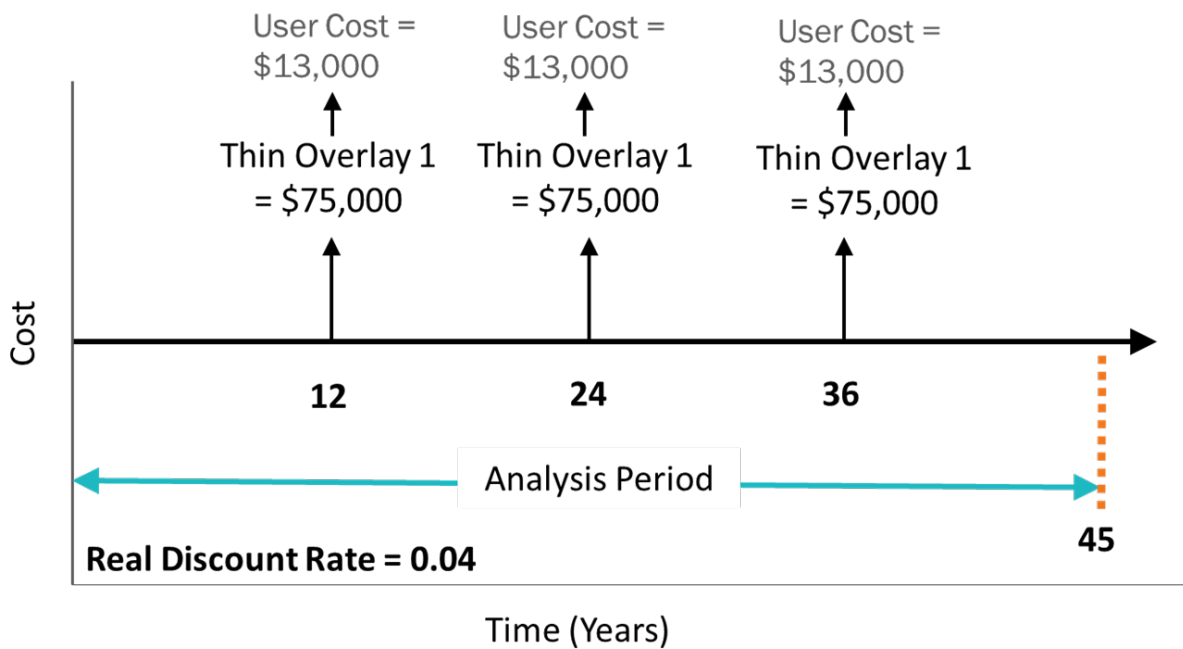 User Cost =
$13,000
User Cost =
$13,000
User Cost =
$13,000
Thin Overlay 1
= $75,000
Thin Overlay 1
= $75,000
Thin Overlay 1
= $75,000
Cost
12
24
36
Analysis Period
45
Real Discount Rate = 0.04
Time (Years)